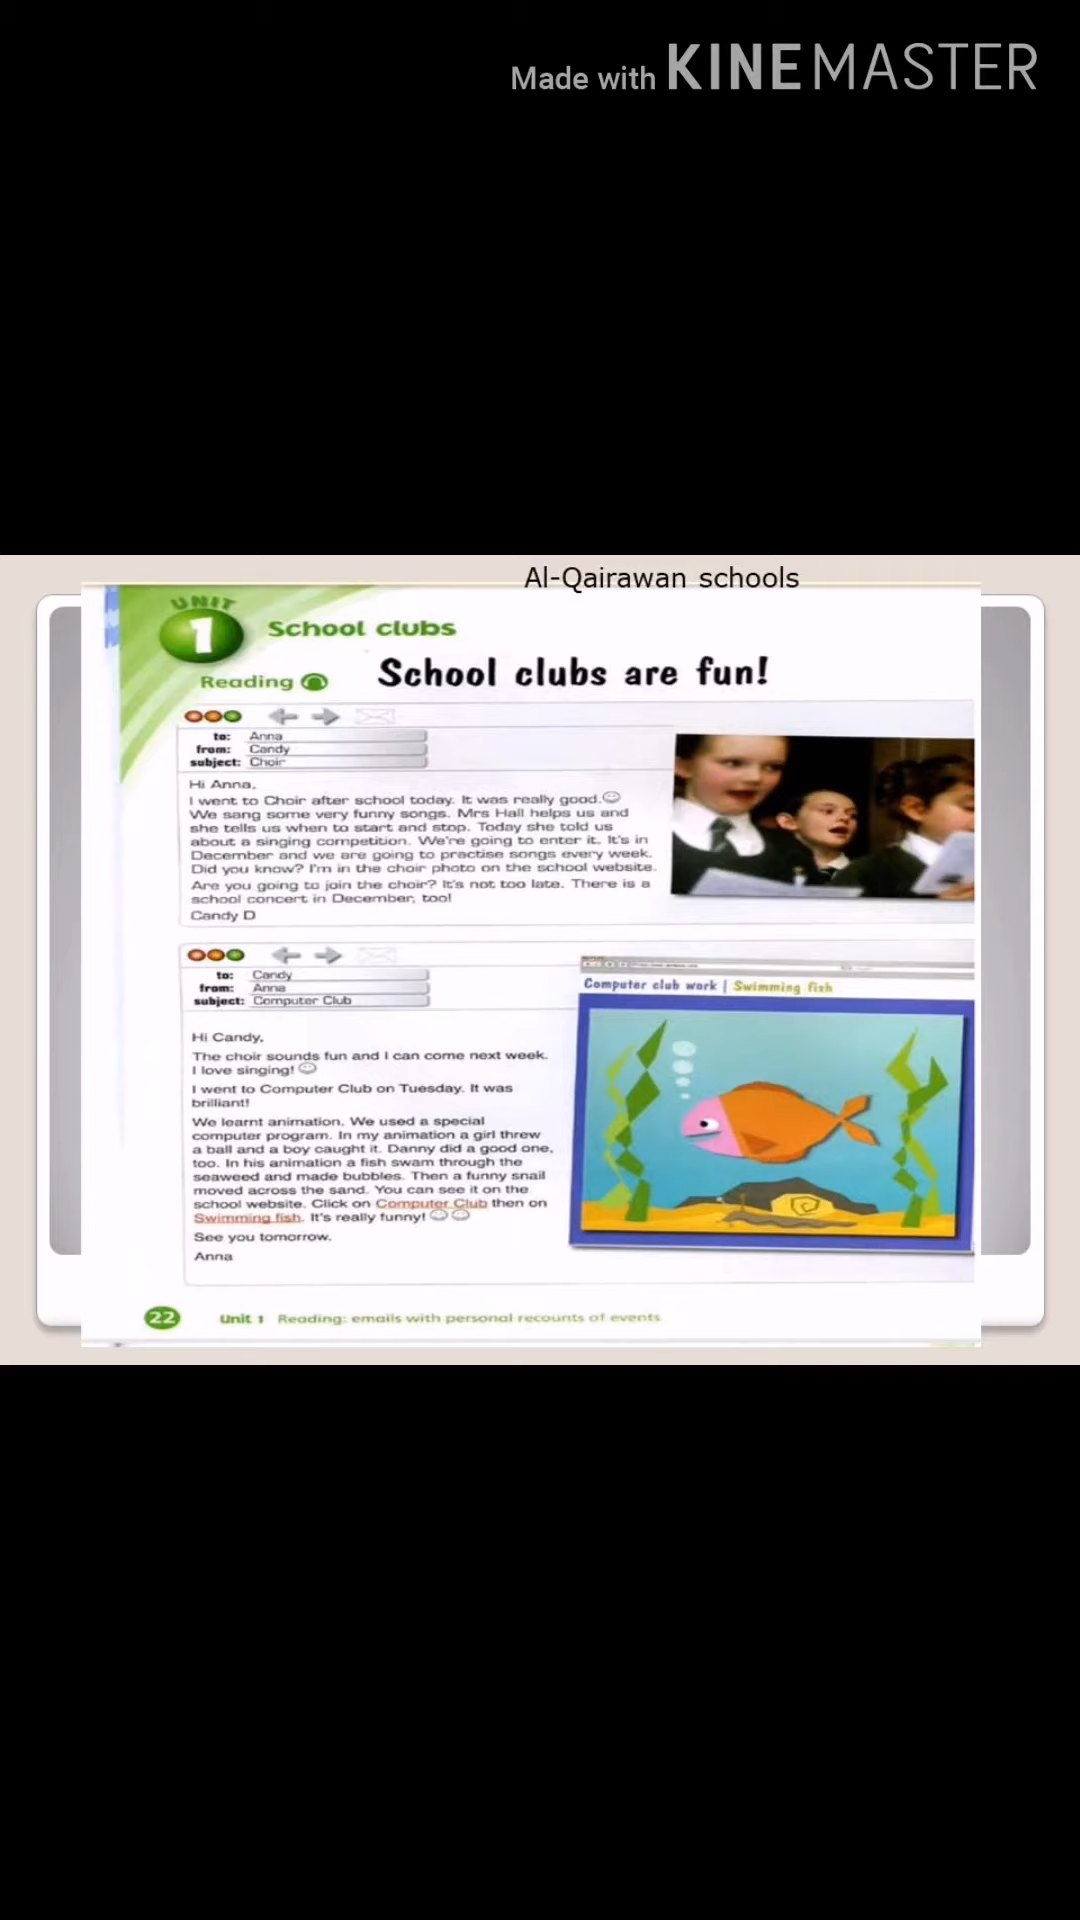 Made with KINEMASTER
Al-Qairawan schools
UNIT
1
School clubs
Reading
School clubs are fun!
to: Anna
from: Candy
subject: Choir
Hi Anna,
I went to Choir after school today. It was really good.
We sang some very funny songs. Mrs Hall helps us and
she tells us when to start and stop. Today she told us
about a singing competition. We're going to enter it. It's in
December and we are going to practise songs every week.
Did you know? I'm in the choir photo on the school website.
Are you going to join the choir? It's not too late. There is a
school concert in December, too!
Candy D
to: Candy
from: Anna
subject: Computer Club
Computer club work | Swimming fish
Hi Candy,
The choir sounds fun and I can come next week.
I love singing!
I went to Computer Club on Tuesday. It was
brilliant!
We learnt animation. We used a special
computer program. In my animation a girl threw
a ball and a boy caught it. Danny did a good one,
too. In his animation a fish swam through the
seaweed and made bubbles. Then a funny snail
moved across the sand. You can see it on the
school website. Click on Computer Club then on
Swimming fish. It's really funny!
See you tomorrow.
Anna
22
Unit 1 Reading: emails with personal recounts of events